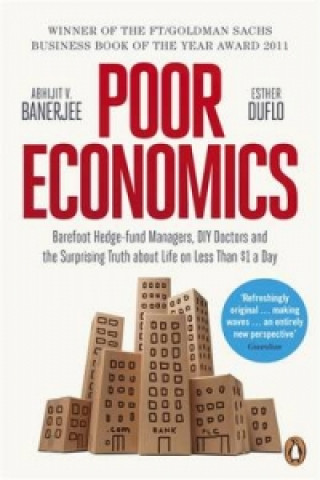 WINNER OF THE FT/GOLDMAN SACHS
BUSINESS BOOK OF THE YEAR AWARD 2011
ABHIJIT V.
BANERJEE
ESTHER
DUFLO
POOR
ECONOMICS
Barefoot Hedge-fund Managers, DIY Doctors and
the Surprising Truth about Life on Less Than $1 a Day
'Refreshingly
original ... making
waves ... an entirely
new perspective'
Guardian
.com
BANK
PLC